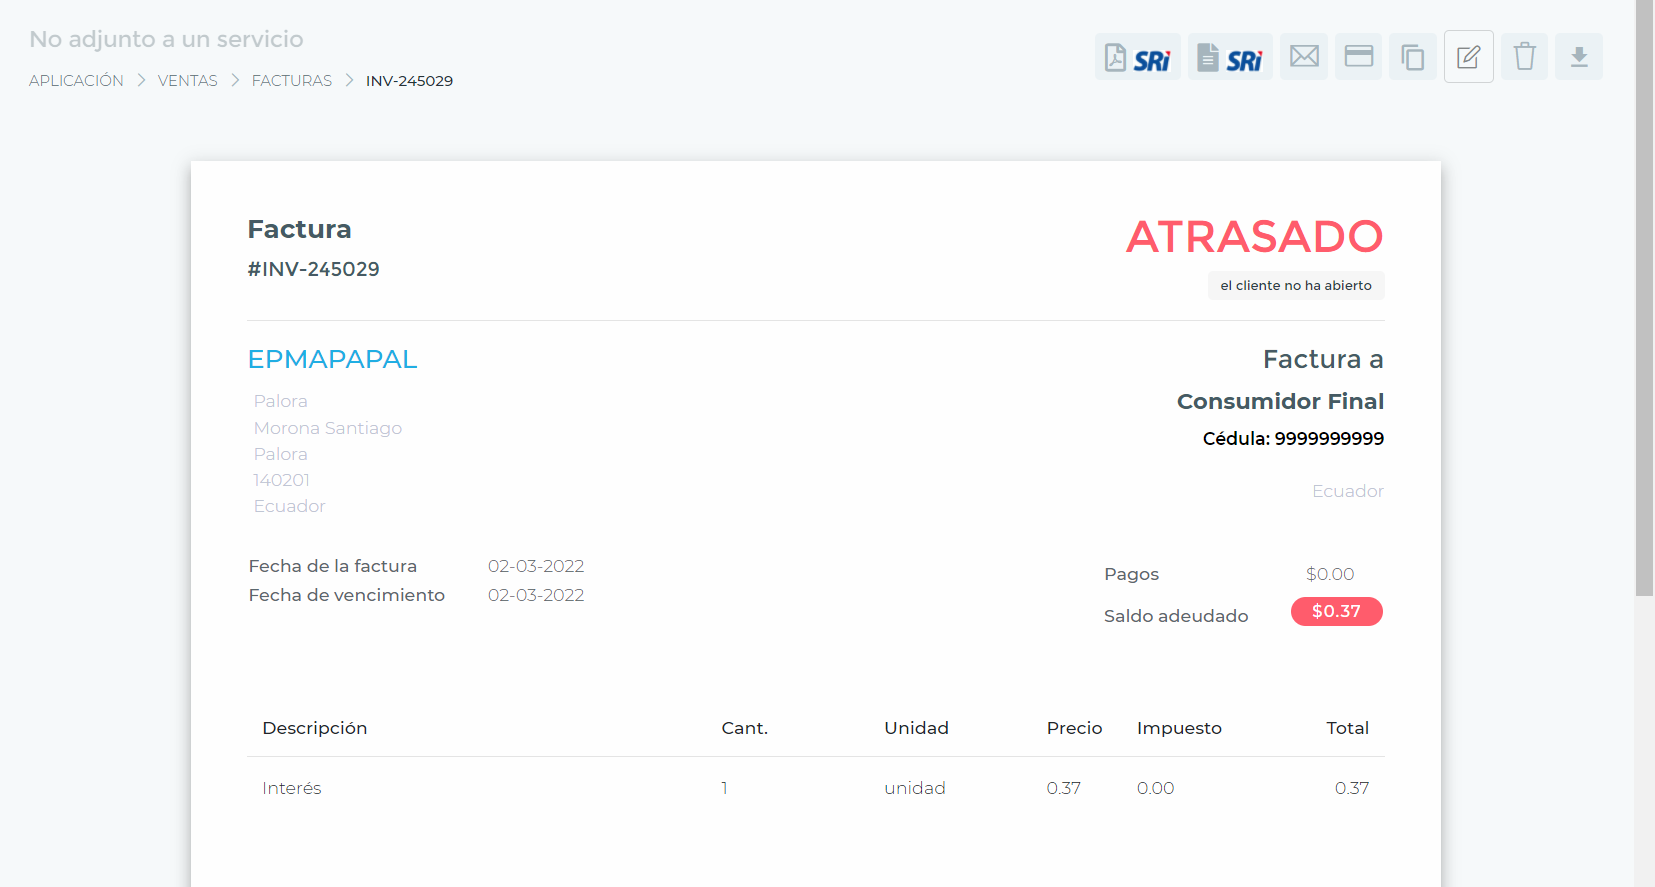 No adjunto a un servicio
APLICACIÓN > VENTAS > FACTURAS > INV-245029
SRi SRi
Factura
#INV-245029
ATRASADO
el cliente no ha abierto
EPMAPAPAL
Palora
Morona Santiago
Palora
140201
Ecuador
Factura a
Consumidor Final
Cédula: 9999999999
Ecuador
Fecha de la factura 02-03-2022
Fecha de vencimiento 02-03-2022
Pagos $0.00
Saldo adeudado $0.37
Descripción Cant. Unidad Precio Impuesto Total
Interés 1 unidad 0.37 0.00 0.37